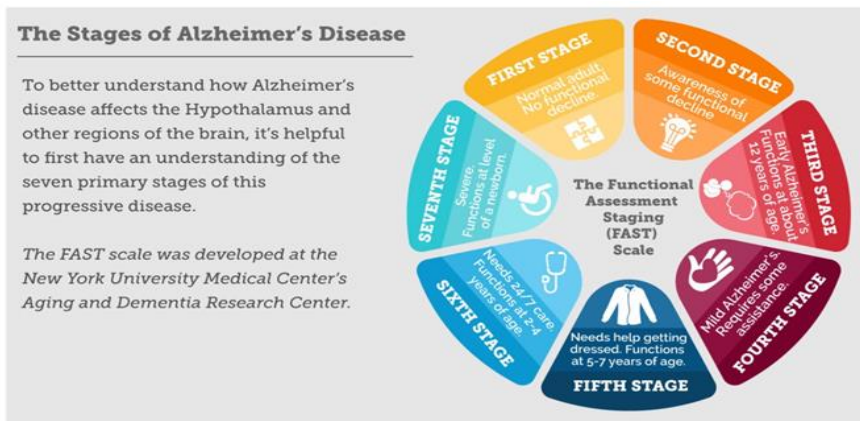 The Stages of Alzheimer's Disease
To better understand how Alzheimer's
disease affects the Hypothalamus and
other regions of the brain, it's helpful
to first have an understanding of the
seven primary stages of this
progressive disease.
The FAST scale was developed at the
New York University Medical Center's
Aging and Dementia Research Center.
The Functional
Assessment
Staging
(FAST)
Scale
FIRST STAGE
Normal adult.
No functional
decline
SECOND STAGE
Awareness of
some functional
decline
THIRD STAGE
Early Alzheimer's
Functions at about
12 years of age.
FOURTH STAGE
Mild Alzheimer's.
Requires some
assistance.
Needs help getting
dressed. Functions
at 5-7 years of age.
FIFTH STAGE
Needs 24/7 care.
Functions at 2-4
years of age.
SIXTH STAGE
SEVENTH STAGE
Severe.
Functions at level
of a newborn.